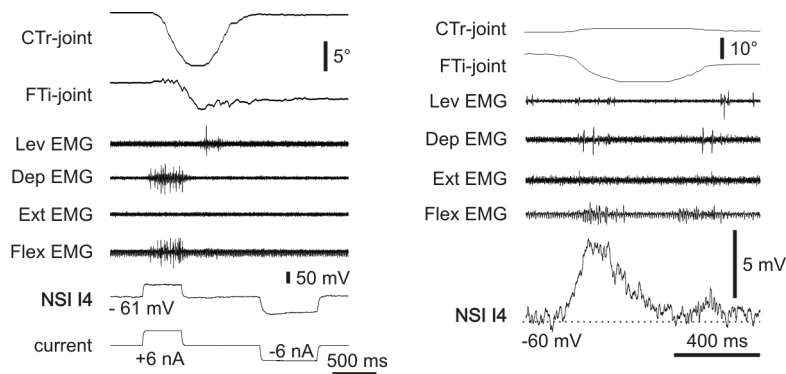 CTr-joint
5°
FTi-joint
Lev EMG
Dep EMG
Ext EMG
Flex EMG
50 mV
NSI I4
- 61 mV
current
+6 nA
-6 nA
500 ms
CTr-joint
10°
FTi-joint
Lev EMG
Dep EMG
Ext EMG
Flex EMG
5 mV
NSI I4
-60 mV
400 ms